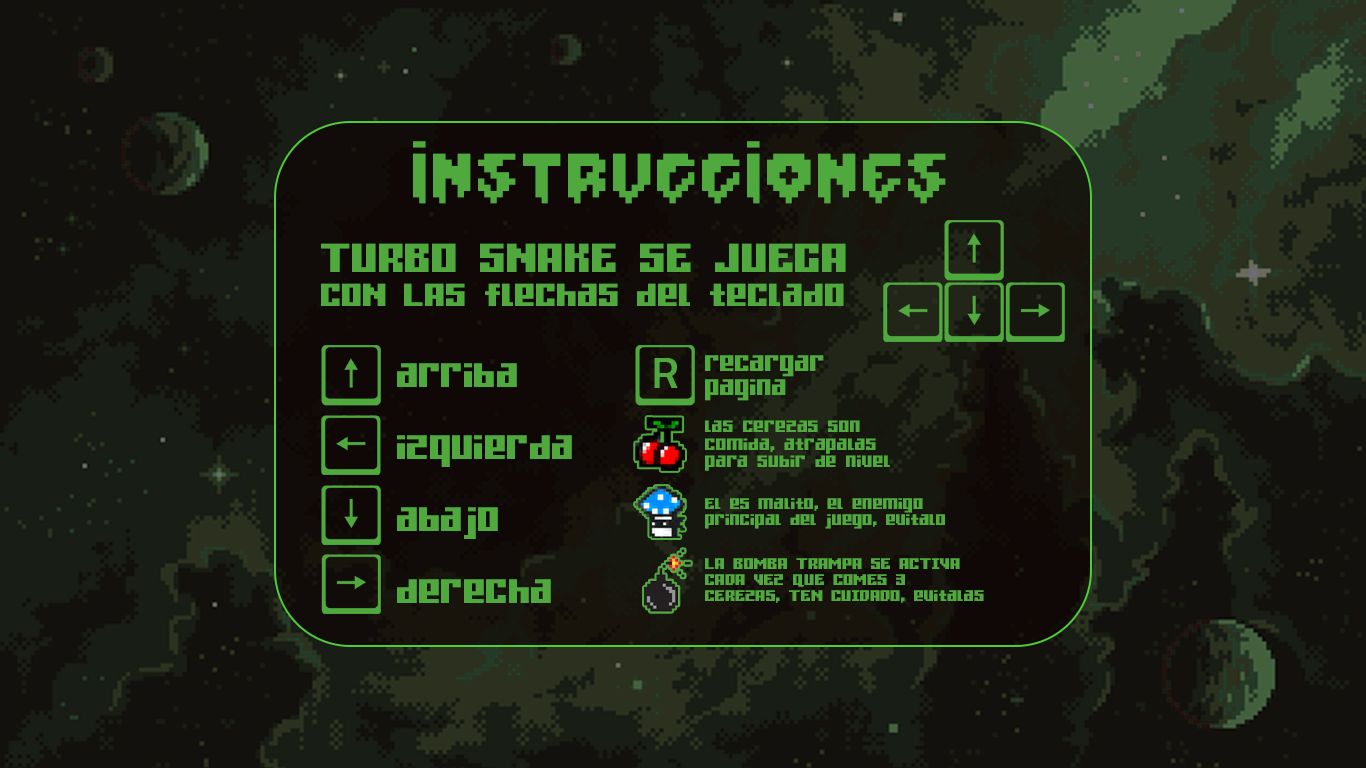 INSTRUCCIONES
TURBO SNAKE SE JUEGA
CON LAS flechas del teclado
↑
← ↓ →
↑ arriba
← izquierda
↓ abajo
→ derecha
R recargar
pagina
las cerezas son
comida, atrapalas
para subir de nivel
El es malito, el enemigo
principal del juego, evitalo
LA BOMBA TRAMPA SE ACTIVA
CADA VEZ QUE COMES 3
CEREZAS, TEN CUIDADO, evitalas